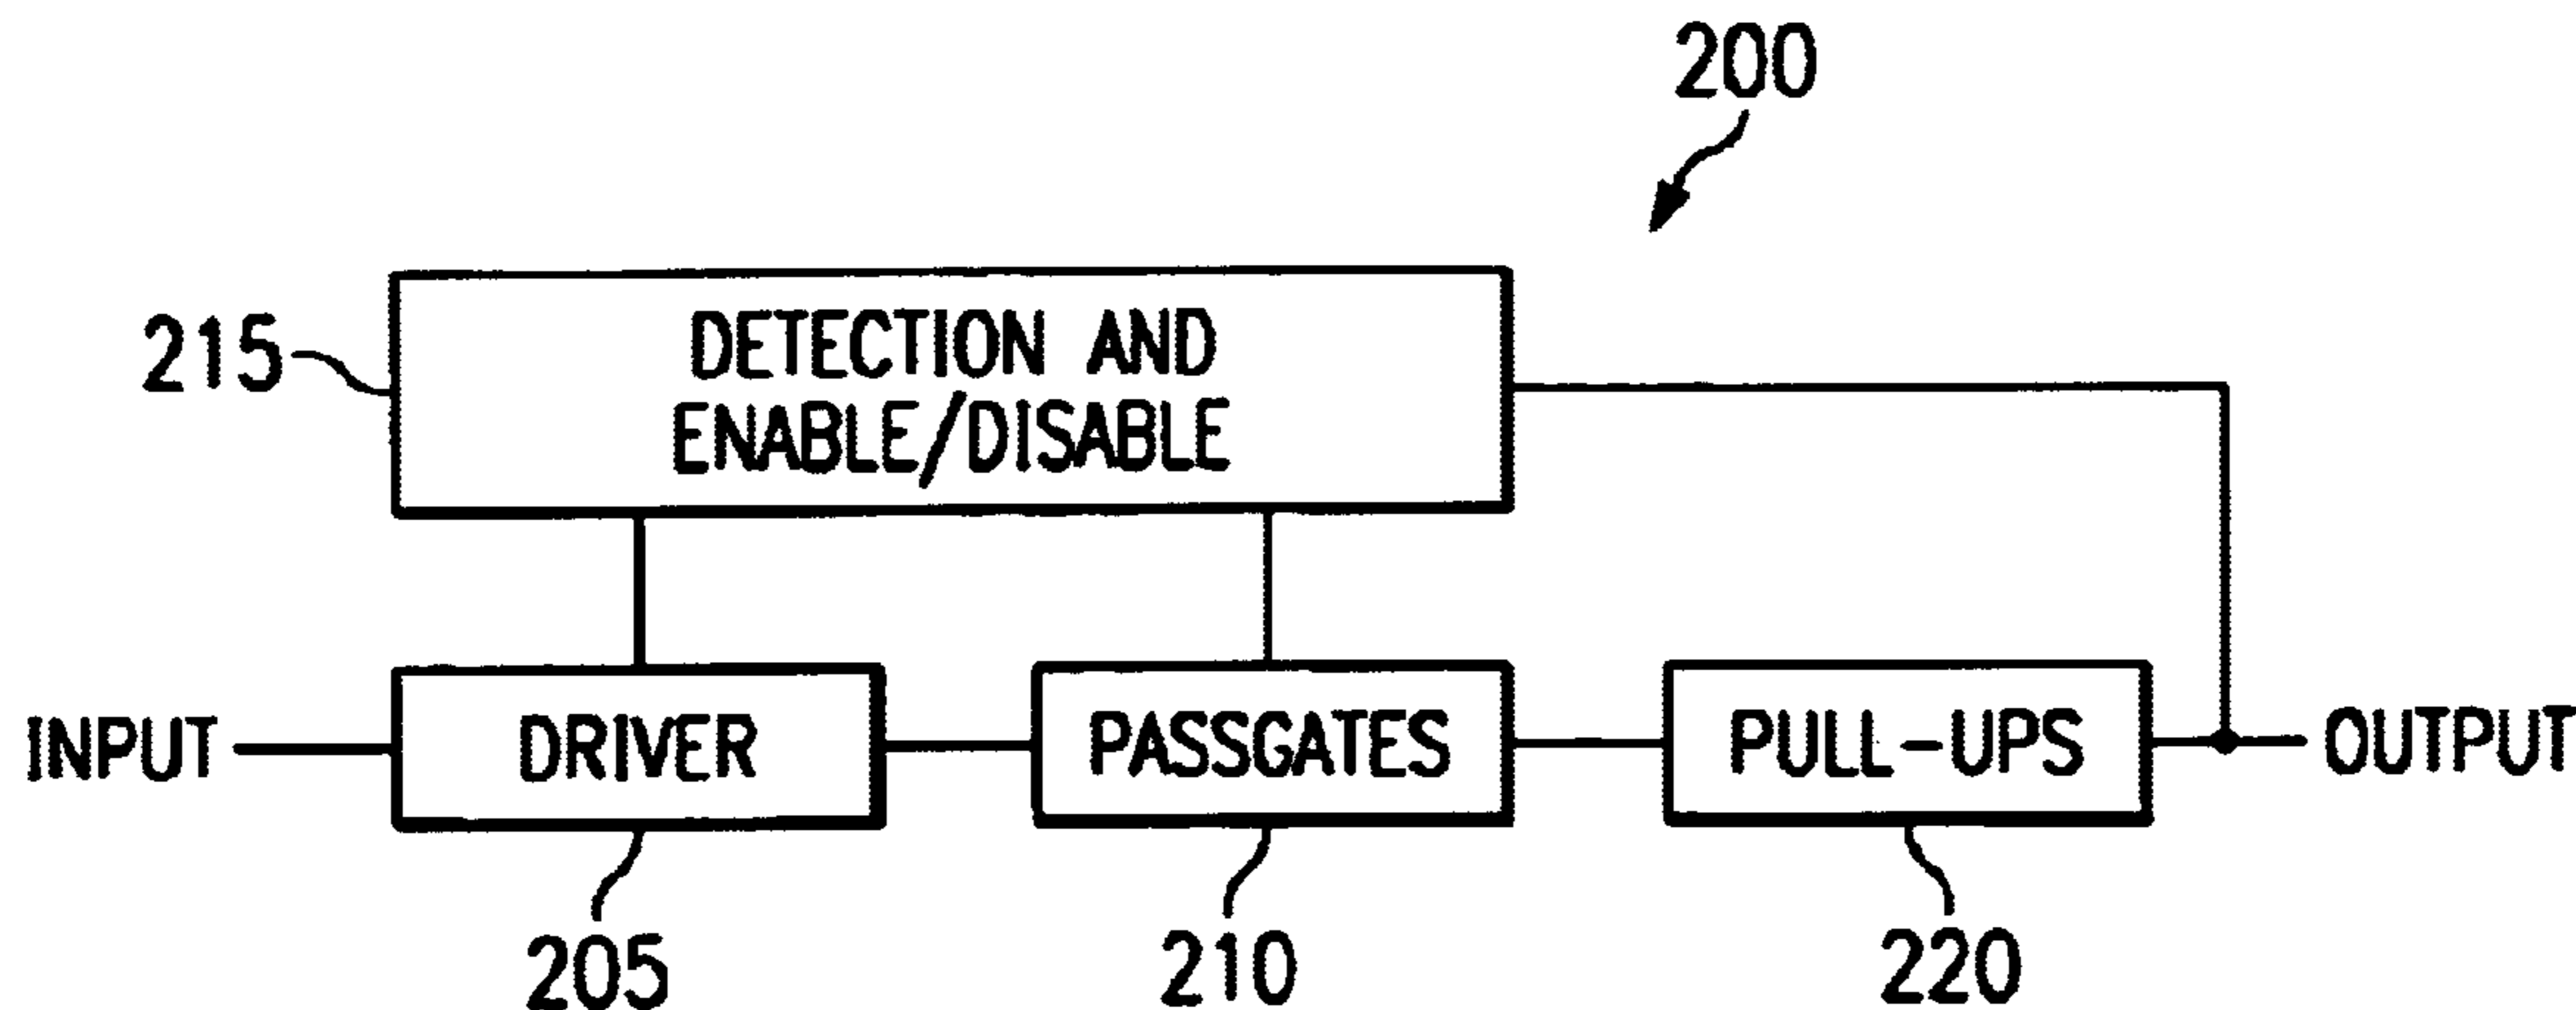 200
215
DETECTION AND
ENABLE/DISABLE
INPUT
DRIVER
PASSGATES
PULL-UPS
OUTPUT
205
210
220